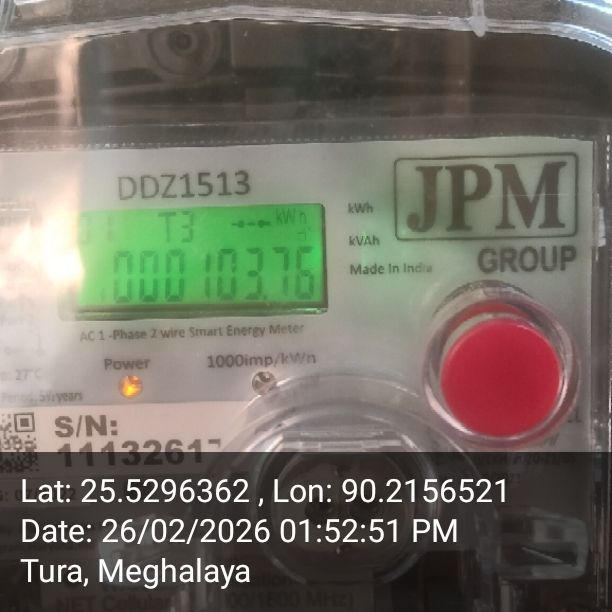 DDZ1513
JPM
GROUP
T3 kWh
000103.76
kWh
kVAh
Made In India
AC 1-Phase 2 wire Smart Energy Meter
Power 1000imp/kWh
S/N:
Lat: 25.5296362 , Lon: 90.2156521
Date: 26/02/2026 01:52:51 PM
Tura, Meghalaya